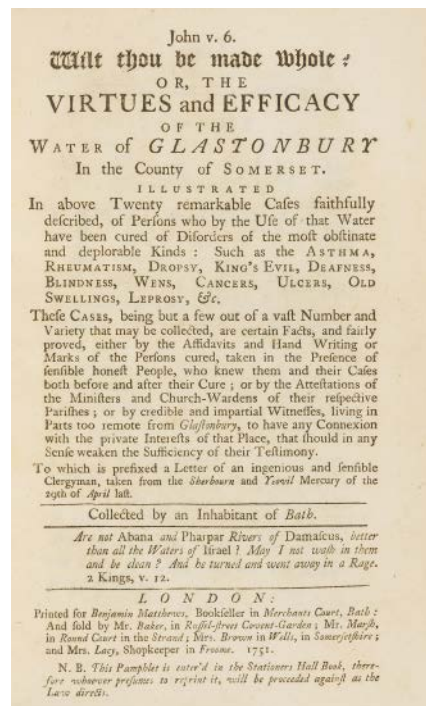 John v. 6.
Wilt thou be made Whole?
OR, THE
VIRTUES and EFFICACY
OF THE
WATER of GLASTONBURY
In the County of SOMERSET.
ILLUSTRATED
In above Twenty remarkable Caſes faithfully
deſcribed, of Perſons who by the Uſe of that Water
have been cured of Diſorders of the moſt obſtinate
and deplorable Kinds : Such as the ASTHMA,
RHEUMATISM, DROPSY, KING'S EVIL, DEAFNESS,
BLINDNESS, WENS, CANCERS, ULCERS, OLD
SWELLINGS, LEPROSY, &c.
Theſe CASES, being but a few out of a vaſt Number and
Variety that may be collected, are certain Facts, and fairly
proved, either by the Affidavits and Hand Writing or
Marks of the Perſons cured, taken in the Preſence of
ſenſible honeſt People, who knew them and their Caſes
both before and after their Cure ; or by the Atteſtations of
the Miniſters and Church-Wardens of their reſpective
Pariſhes ; or by credible and impartial Witneſſes, living in
Parts too remote from Glaſtonbury, to have any Connexion
with the private Intereſts of that Place, that ſhould in any
Senſe weaken the Sufficiency of their Teſtimony.
To which is prefixed a Letter of an ingenious and ſenſible
Clergyman, taken from the Sherbourn and Yeovil Mercury of the
29th of April laſt.
Collected by an Inhabitant of Bath.
Are not Abana and Pharpar Rivers of Damaſcus, better
than all the Waters of Iſrael ? May I not waſh in them
and be clean ? And he turned and went away in a Rage.
2 Kings, v. 12.
LONDON:
Printed for Benjamin Matthews, Bookſeller in Merchants Court, Bath :
And ſold by Mr. Baker, in Ruſſel-ſtreet Covent-Garden ; Mr. Marſh,
in Round Court in the Strand ; Mrs. Brown in Wells, in Somerſetſhire ;
and Mrs. Lacy, Shopkeeper in Froome. 1751.
N. B. This Pamphlet is enter'd in the Stationers Hall Book, there-
fore whoever preſumes to reprint it, will be proceeded againſt as the
Law directs.